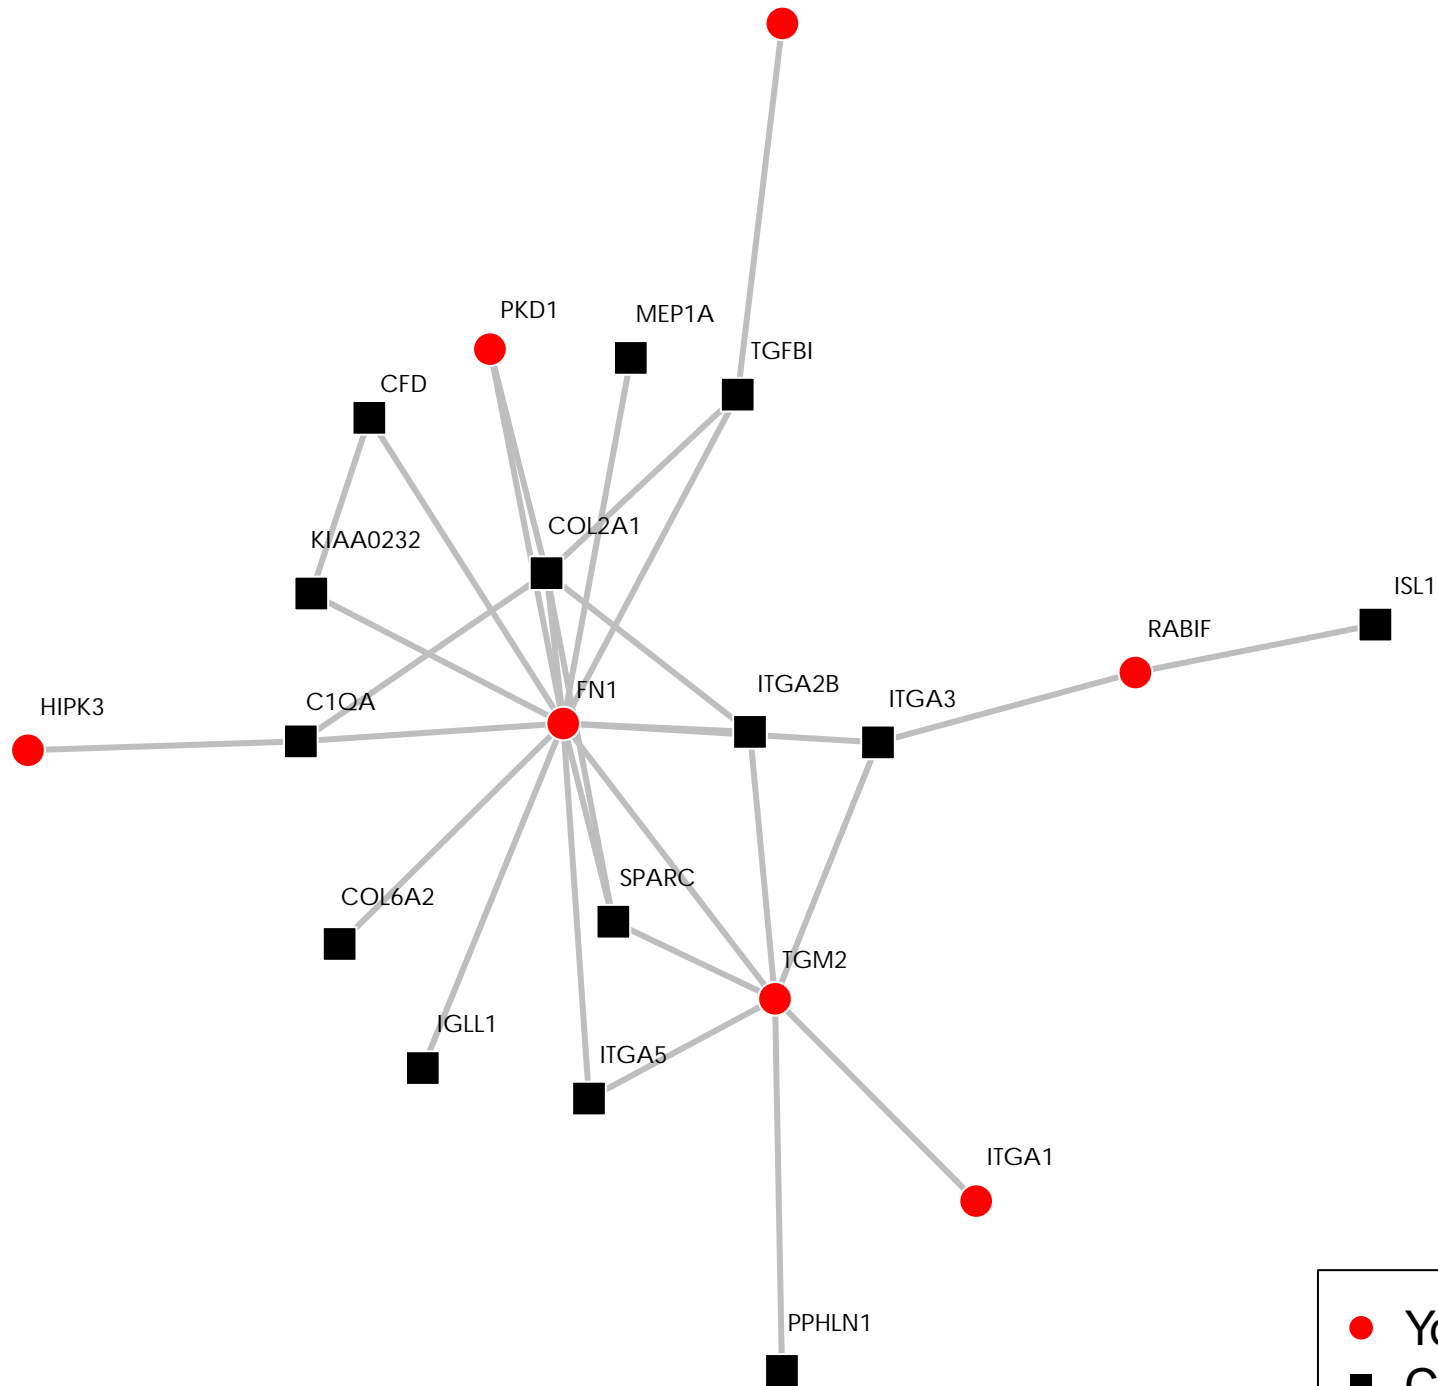 PKD1
MEP1A
TGFBI
CFD
COL2A1
KIAA0232
ISL1
RABIF
FN1
ITGA2B
ITGA3
C1QA
HIPK3
SPARC
COL6A2
TGM2
IGLL1
ITGA5
ITGA1
PPHLN1